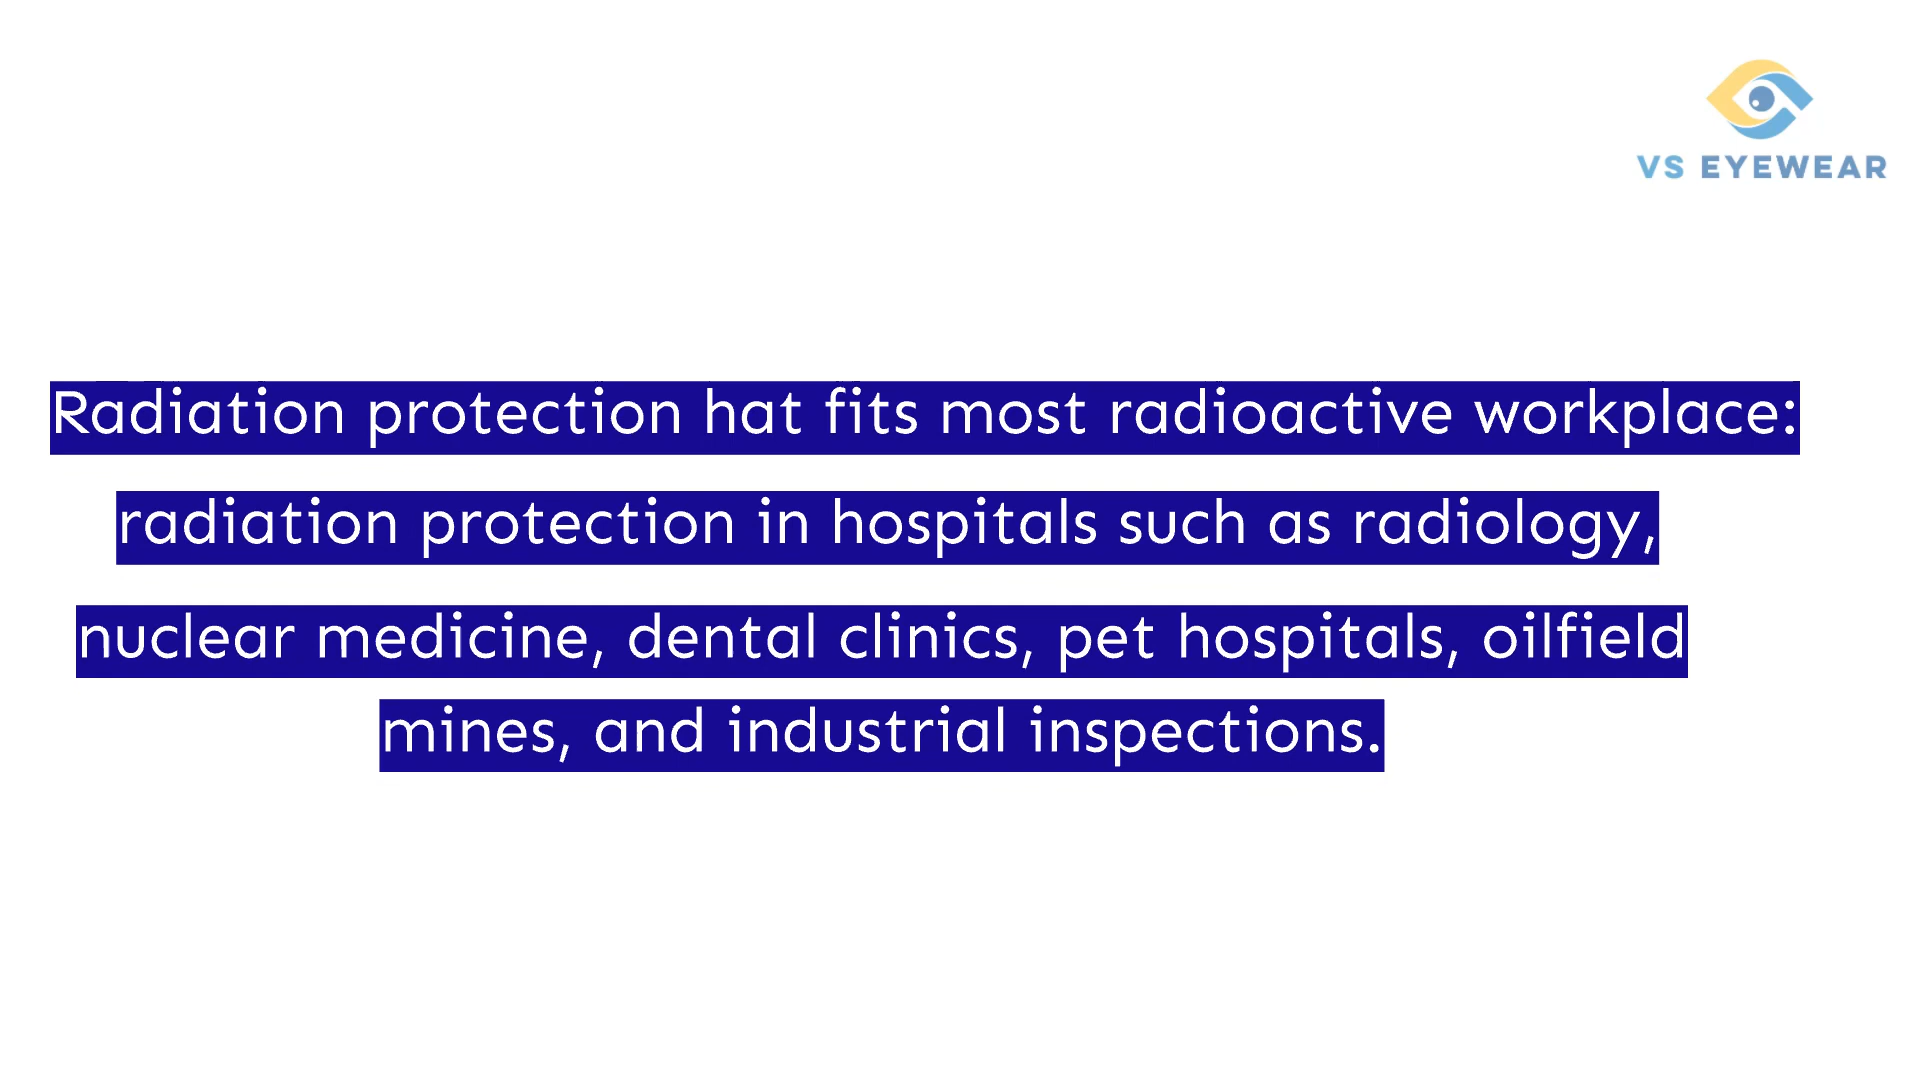 VS EYEWEAR
Radiation protection hat fits most radioactive workplace:
radiation protection in hospitals such as radiology,
nuclear medicine, dental clinics, pet hospitals, oilfield
mines, and industrial inspections.